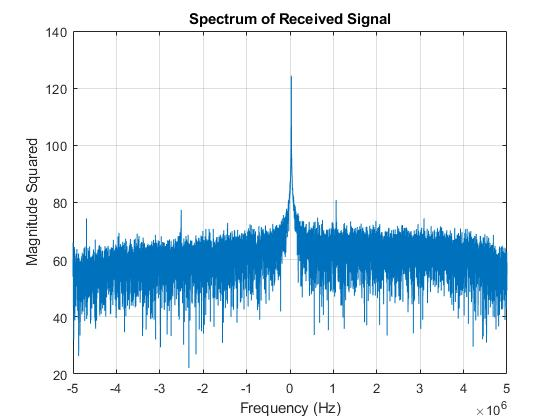 Spectrum of Received Signal
140
120
100
80
60
40
20
Magnitude Squared
-5 -4 -3 -2 -1 0 1 2 3 4 5
Frequency (Hz)
×10^6